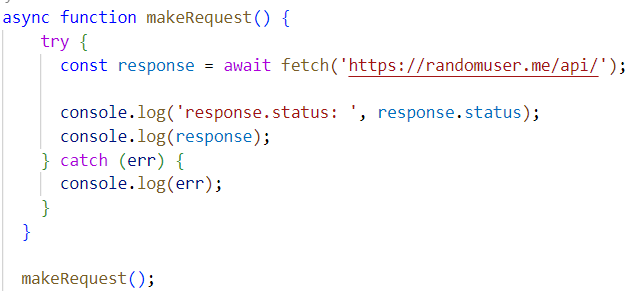 async function makeRequest() {
try {
const response = await fetch('https://randomuser.me/api/');
console.log('response.status: ', response.status);
console.log(response);
} catch (err) {
console.log(err);
}
}
makeRequest();